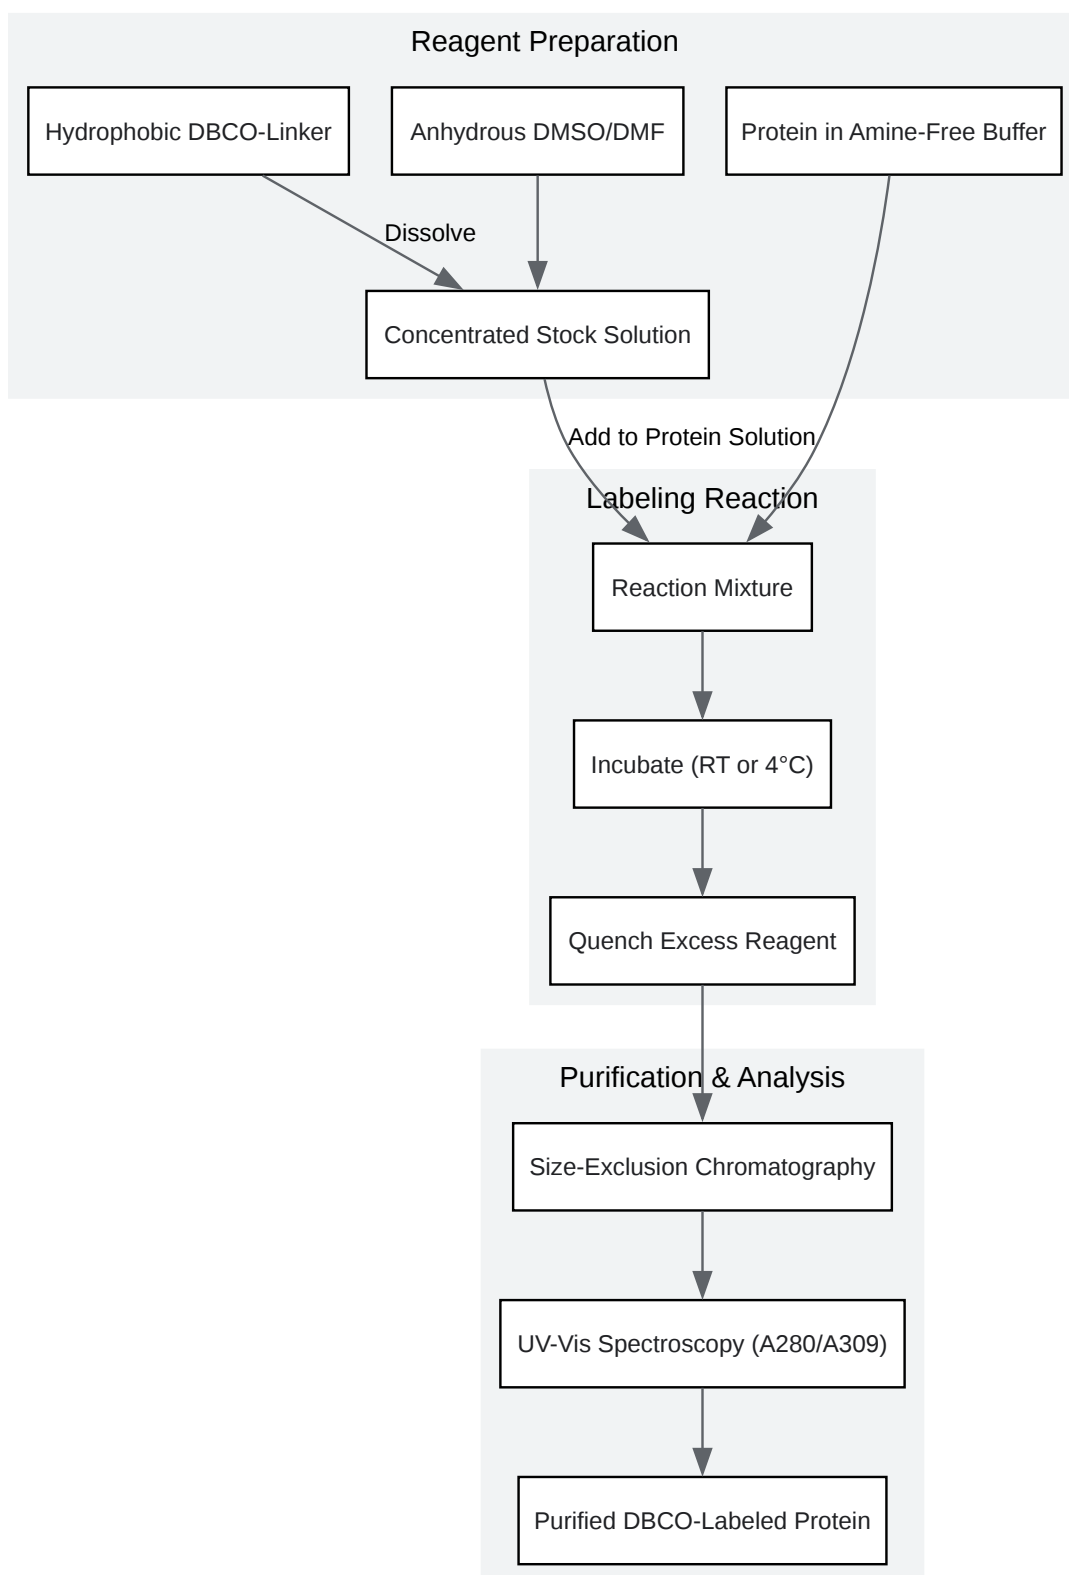 Reagent Preparation
Hydrophobic DBCO-Linker
Anhydrous DMSO/DMF
Protein in Amine-Free Buffer
Dissolve
Concentrated Stock Solution
Add to Protein Solution
Labeling Reaction
Reaction Mixture
Incubate (RT or 4°C)
Quench Excess Reagent
Purification & Analysis
Size-Exclusion Chromatography
UV-Vis Spectroscopy (A280/A309)
Purified DBCO-Labeled Protein